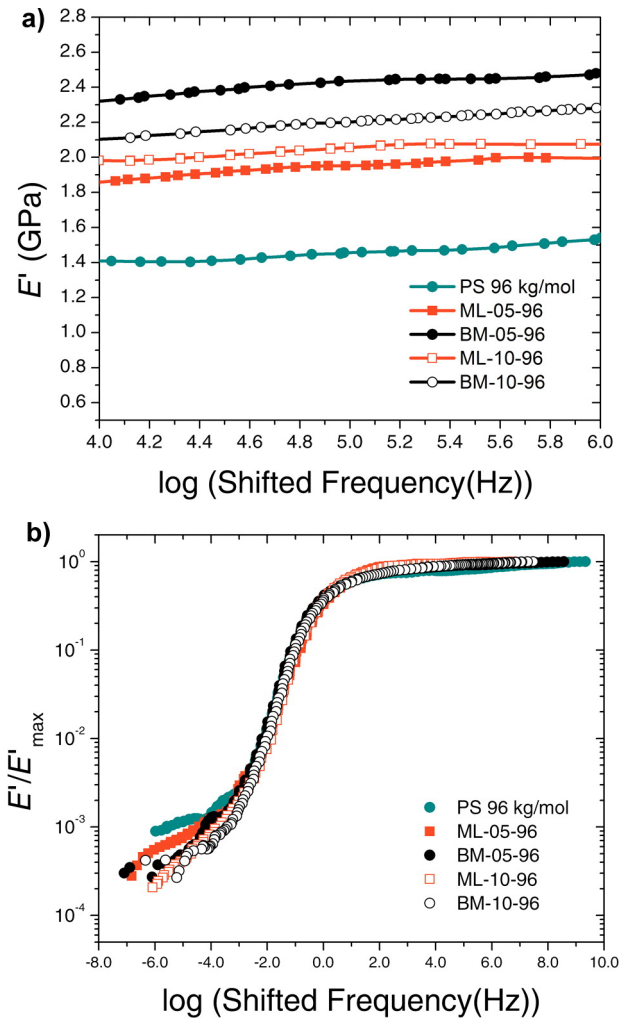 a)
2.8
2.4
2.2
2.0
1.8
1.6
1.4
1.2
1.0
0.8
0.6
E' (GPa)
PS 96 kg/mol
ML-05-96
BM-05-96
ML-10-96
BM-10-96
4.0 4.2 4.4 4.6 4.8 5.0 5.2 5.4 5.6 5.8 6.0
log (Shifted Frequency(Hz))
b)
10^0
10^-1
10^-2
10^-3
10^-4
E'/E'max
PS 96 kg/mol
ML-05-96
BM-05-96
ML-10-96
BM-10-96
-8.0 -6.0 -4.0 -2.0 0.0 2.0 4.0 6.0 8.0 10.0
log (Shifted Frequency(Hz))